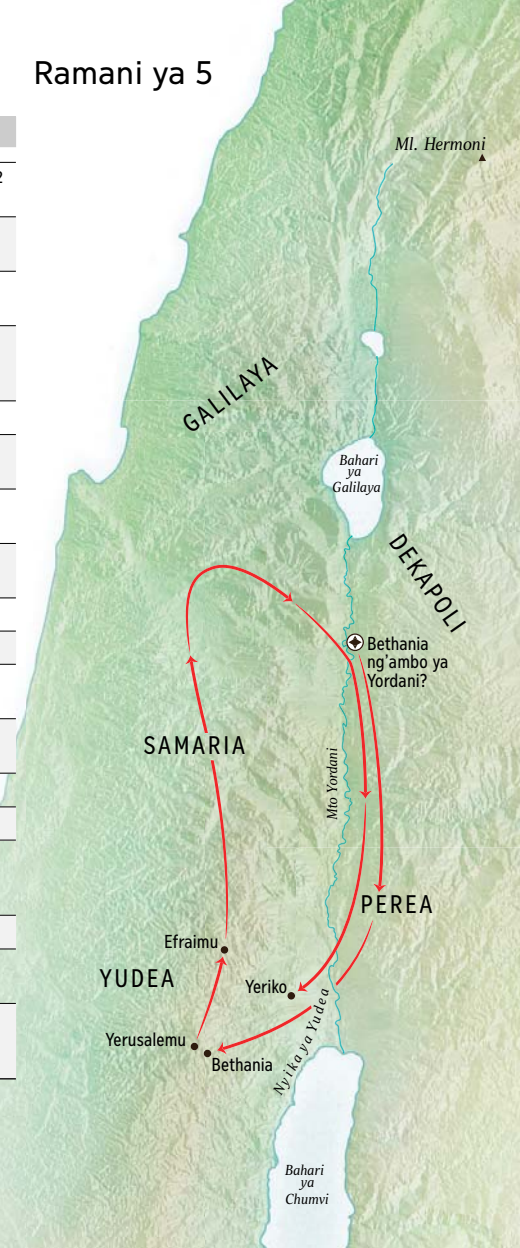 Ramani ya 5
2
Ml. Hermoni
GALILAYA
Bahari
ya
Galilaya
DEKAPOLI
Bethania
ng'ambo ya
Yordani?
SAMARIA
Mto Yordani
PEREA
Efraimu
YUDEA
Yeriko
Nyika ya Yudea
Yerusalemu
Bethania
Bahari
ya
Chumvi